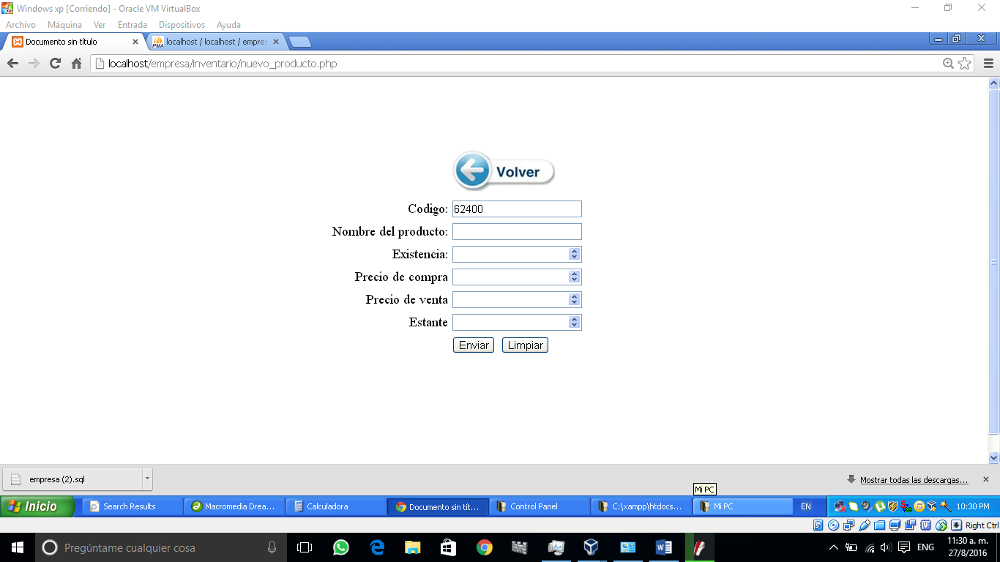 Windows xp [Corriendo] - Oracle VM VirtualBox
Archivo Máquina Ver Entrada Dispositivos Ayuda
Documento sin título
localhost / localhost / empres
localhost/empresa/inventario/nuevo_producto.php
Volver
Codigo: 62400
Nombre del producto:
Existencia:
Precio de compra
Precio de venta
Estante
Enviar Limpiar
empresa (2).sql
Mostrar todas las descargas...
Mi PC
Inicio
Search Results
Macromedia Drea...
Calculadora
Documento sin tít...
Control Panel
C:\xampp\htdocs...
Mi PC
EN
10:30 PM
Right Ctrl
Pregúntame cualquier cosa
ENG
11:30 a. m.
27/8/2016